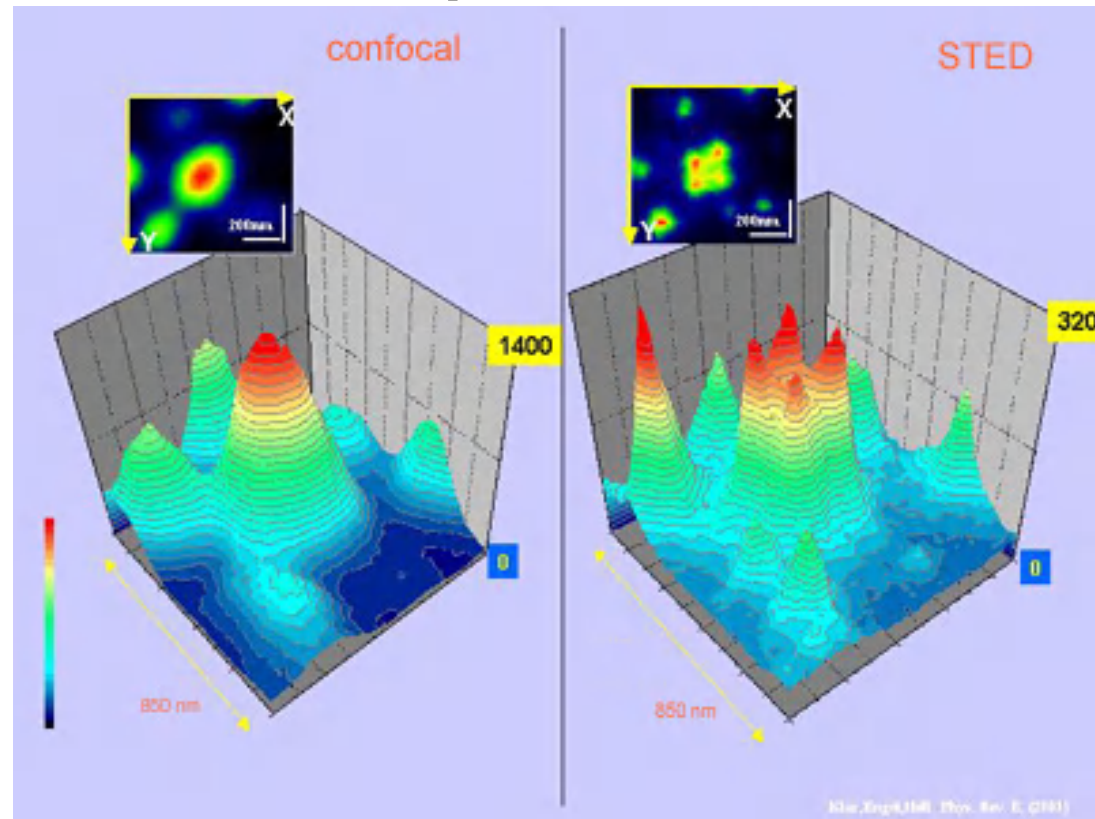 confocal
X
Y
200nm
1400
0
850 nm
STED
X
Y
200nm
320
0
850 nm
Klar,Engel,Hell. Phys. Rev. E, (2001)